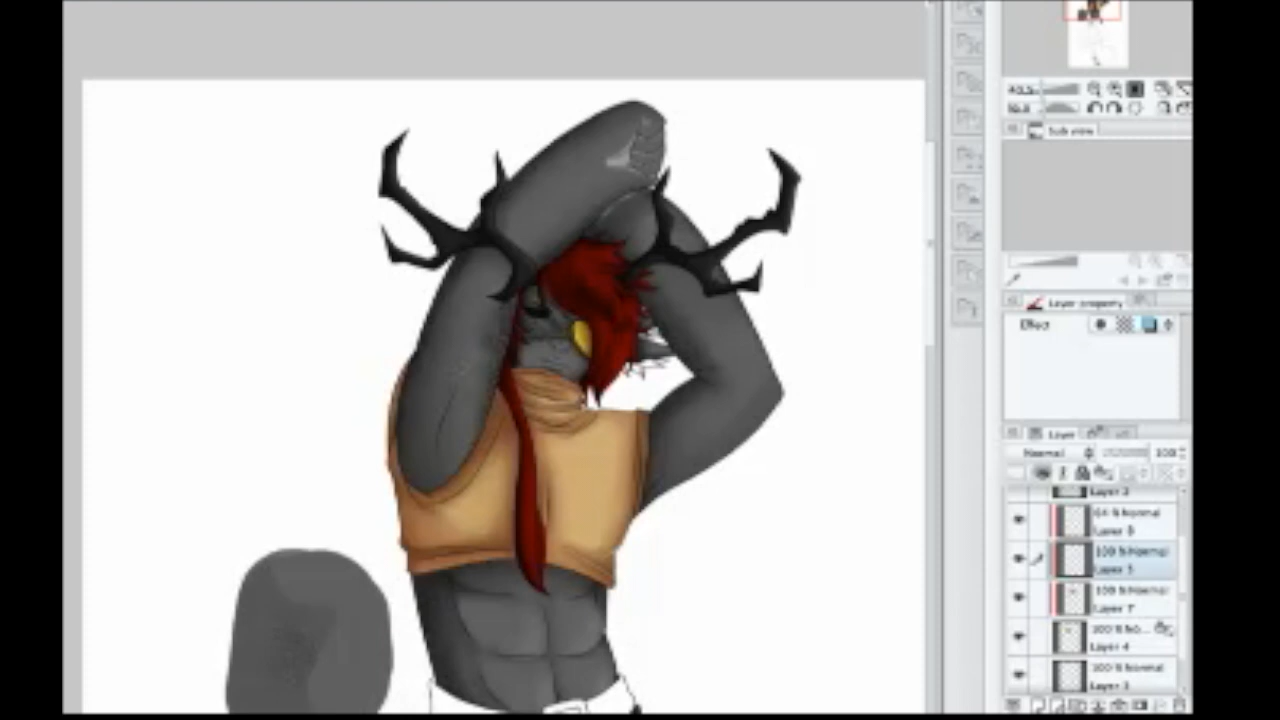 Sub view
Layer property
Effect
Layer
Normal
100
Layer 2
64 % Normal
Layer 8
100 % Normal
Layer 5
100 % Normal
Layer 7
100 % No...
Layer 4
100 % Normal
Layer 3